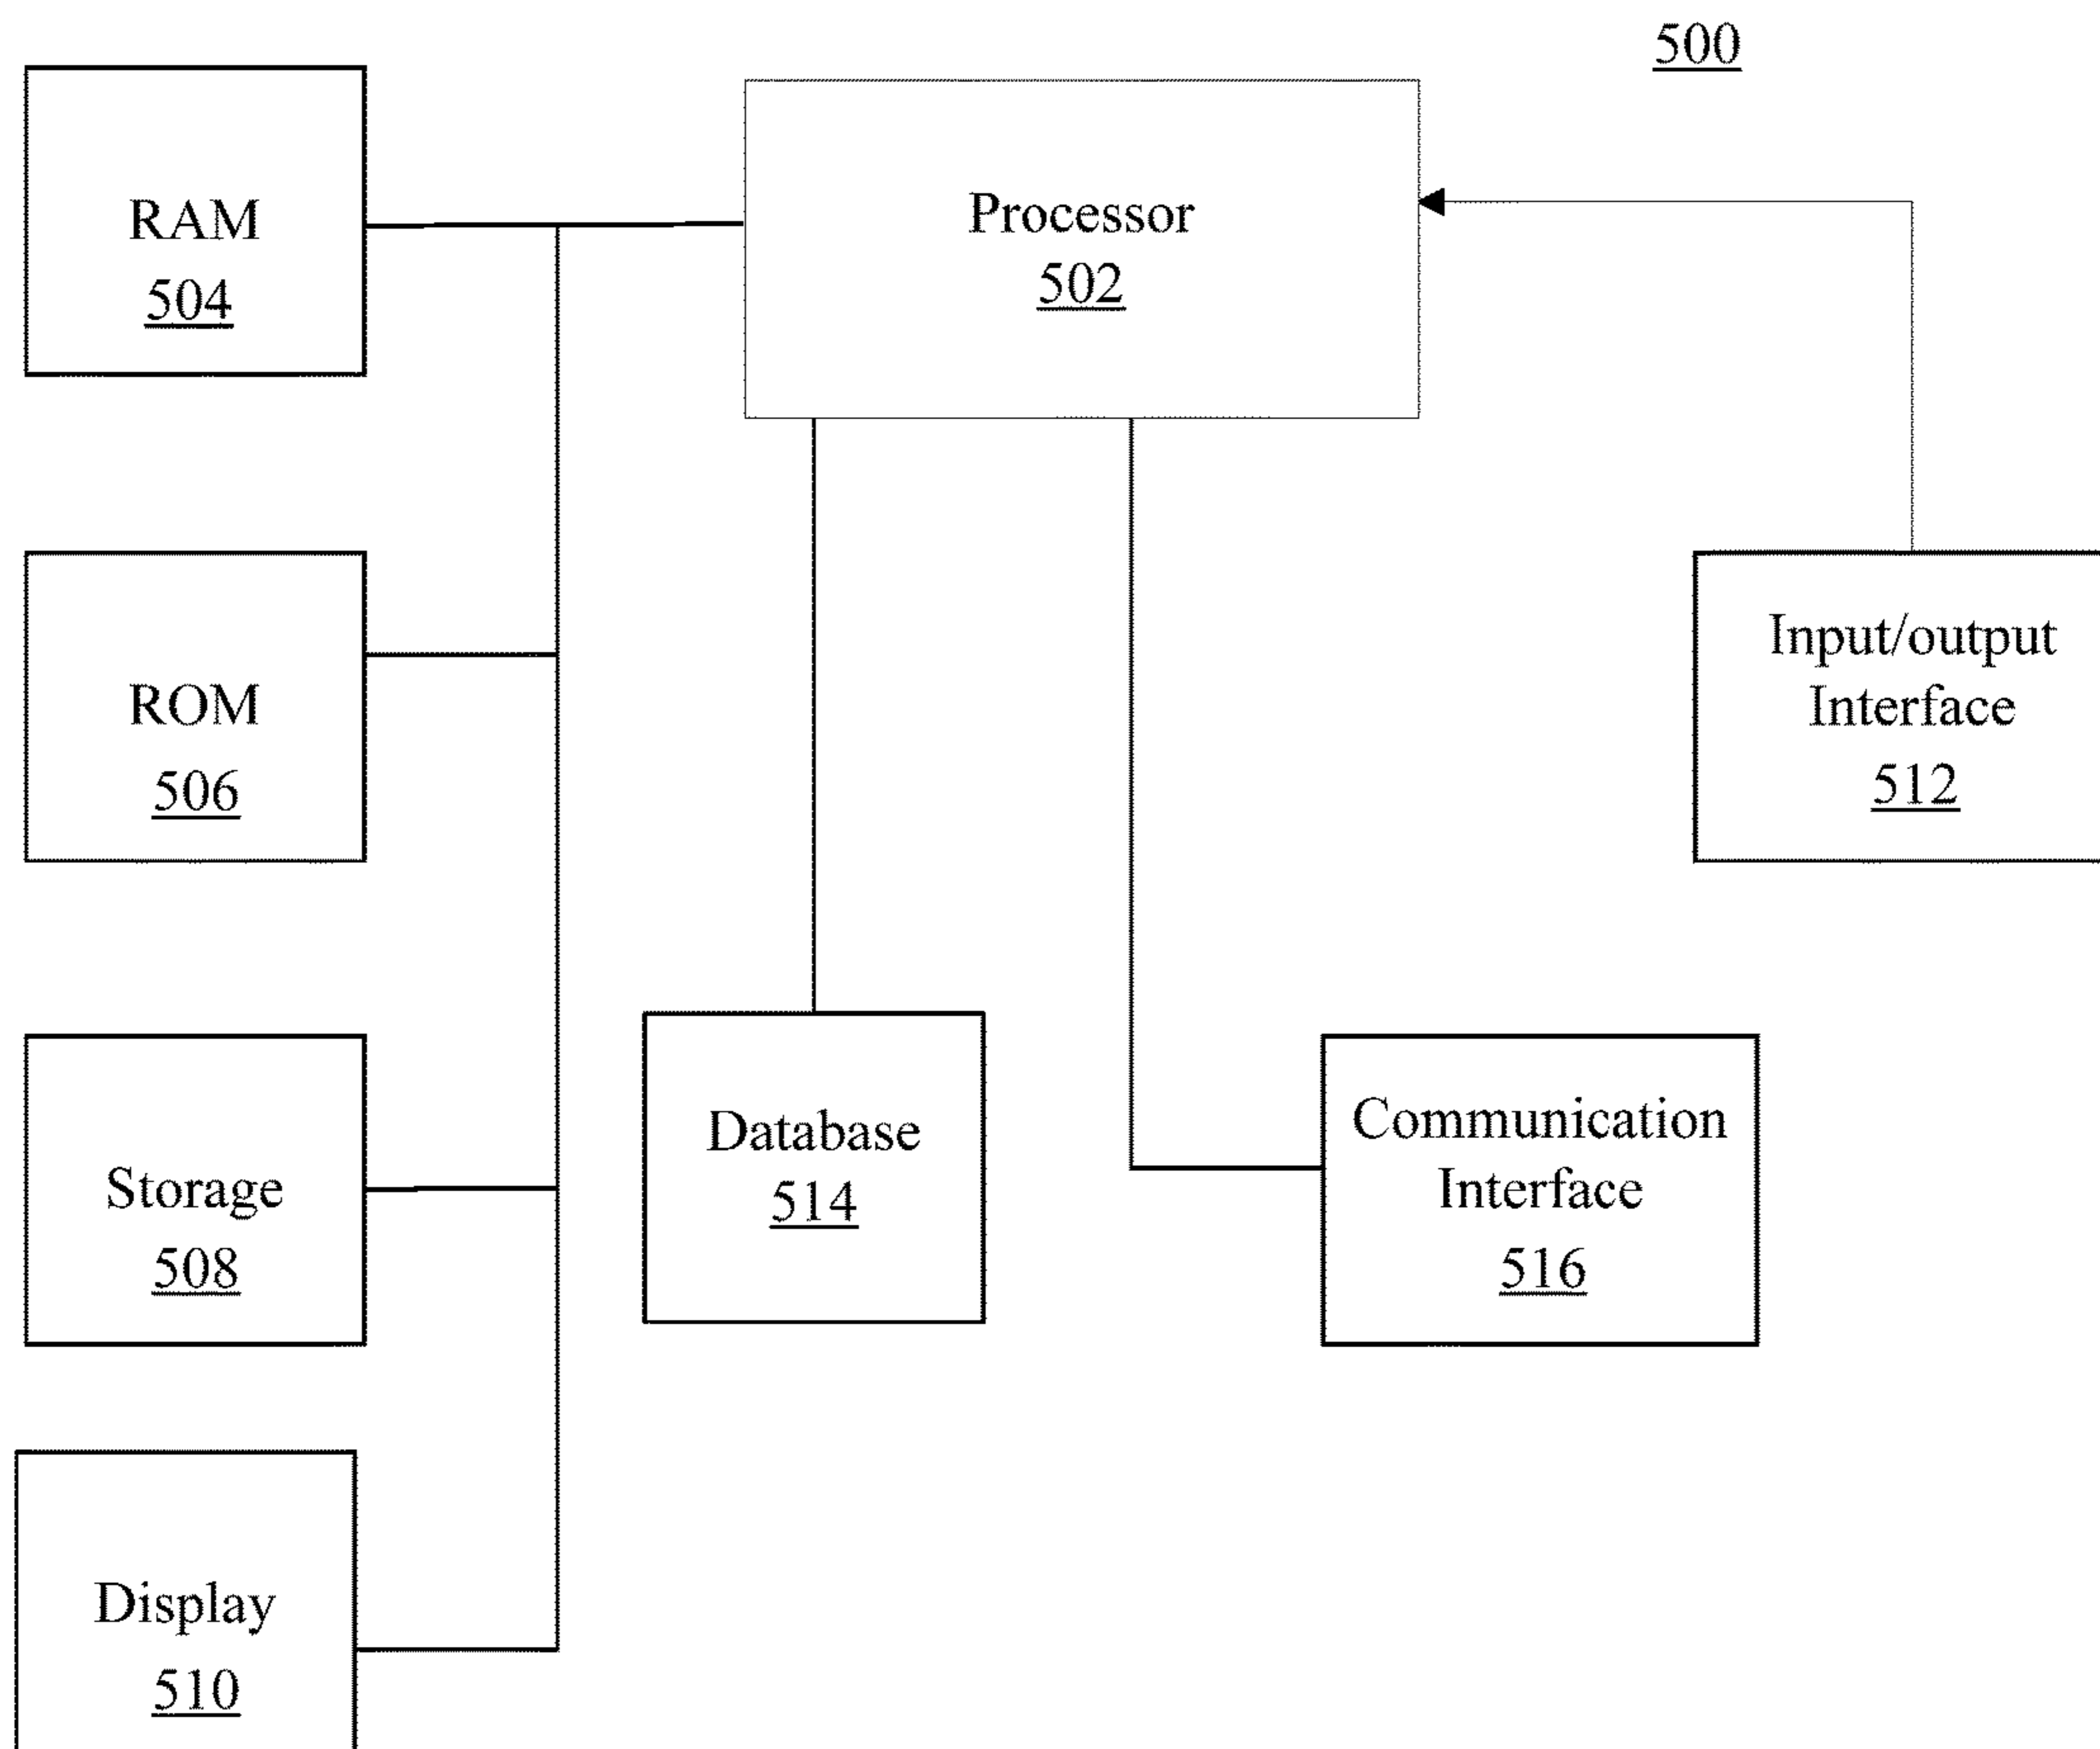 500
RAM
504
Processor
502
ROM
506
Input/output
Interface
512
Storage
508
Database
514
Communication
Interface
516
Display
510